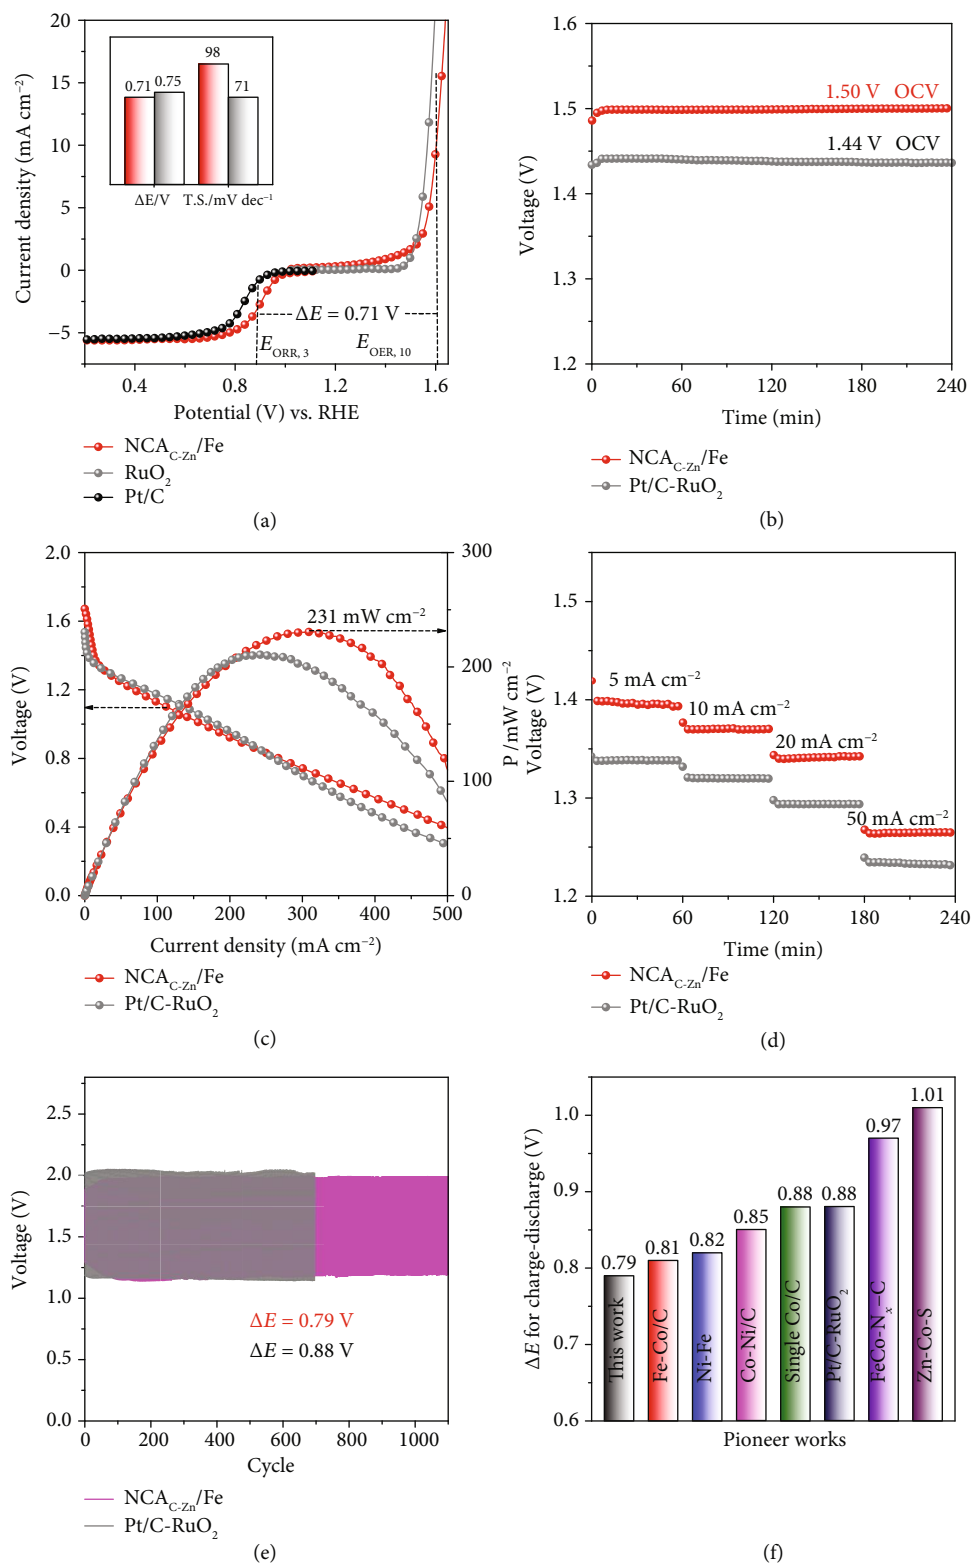 20
15
10
5
0
−5
Current density (mA cm⁻²)
0.71
0.75
98
71
ΔE/V
T.S./mV dec⁻¹
ΔE = 0.71 V
E_ORR, 3
E_OER, 10
0.4
0.8
1.2
1.6
Potential (V) vs. RHE
NCA_C-Zn/Fe
RuO₂
Pt/C
(a)
1.6
1.5
1.4
1.3
1.2
Voltage (V)
1.50 V OCV
1.44 V OCV
0
60
120
180
240
Time (min)
NCA_C-Zn/Fe
Pt/C-RuO₂
(b)
2.0
1.6
1.2
0.8
0.4
0.0
Voltage (V)
300
200
100
0
P /mW cm⁻²
231 mW cm⁻²
0
100
200
300
400
500
Current density (mA cm⁻²)
NCA_C-Zn/Fe
Pt/C-RuO₂
(c)
1.5
1.4
1.3
1.2
Voltage (V)
5 mA cm⁻²
10 mA cm⁻²
20 mA cm⁻²
50 mA cm⁻²
0
60
120
180
240
Time (min)
NCA_C-Zn/Fe
Pt/C-RuO₂
(d)
2.5
2.0
1.5
1.0
0.5
0.0
Voltage (V)
ΔE = 0.79 V
ΔE = 0.88 V
0
200
400
600
800
1000
Cycle
NCA_C-Zn/Fe
Pt/C-RuO₂
(e)
1.0
0.9
0.8
0.7
0.6
ΔE for charge-discharge (V)
0.79
0.81
0.82
0.85
0.88
0.88
0.97
1.01
This work
Fe-Co/C
Ni-Fe
Co-Ni/C
Single Co/C
Pt/C-RuO₂
FeCo-Nₓ–C
Zn-Co-S
Pioneer works
(f)